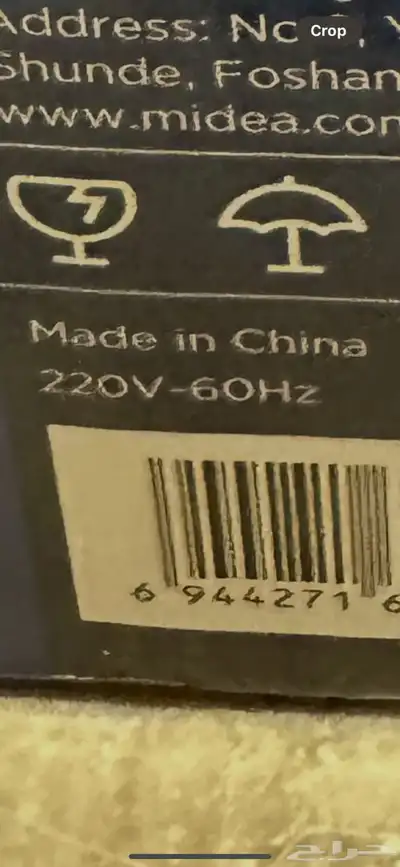 Address: No
Crop
Shunde, Foshan
www.midea.com
Made in China
220V-60Hz
6 944271 6
حراج